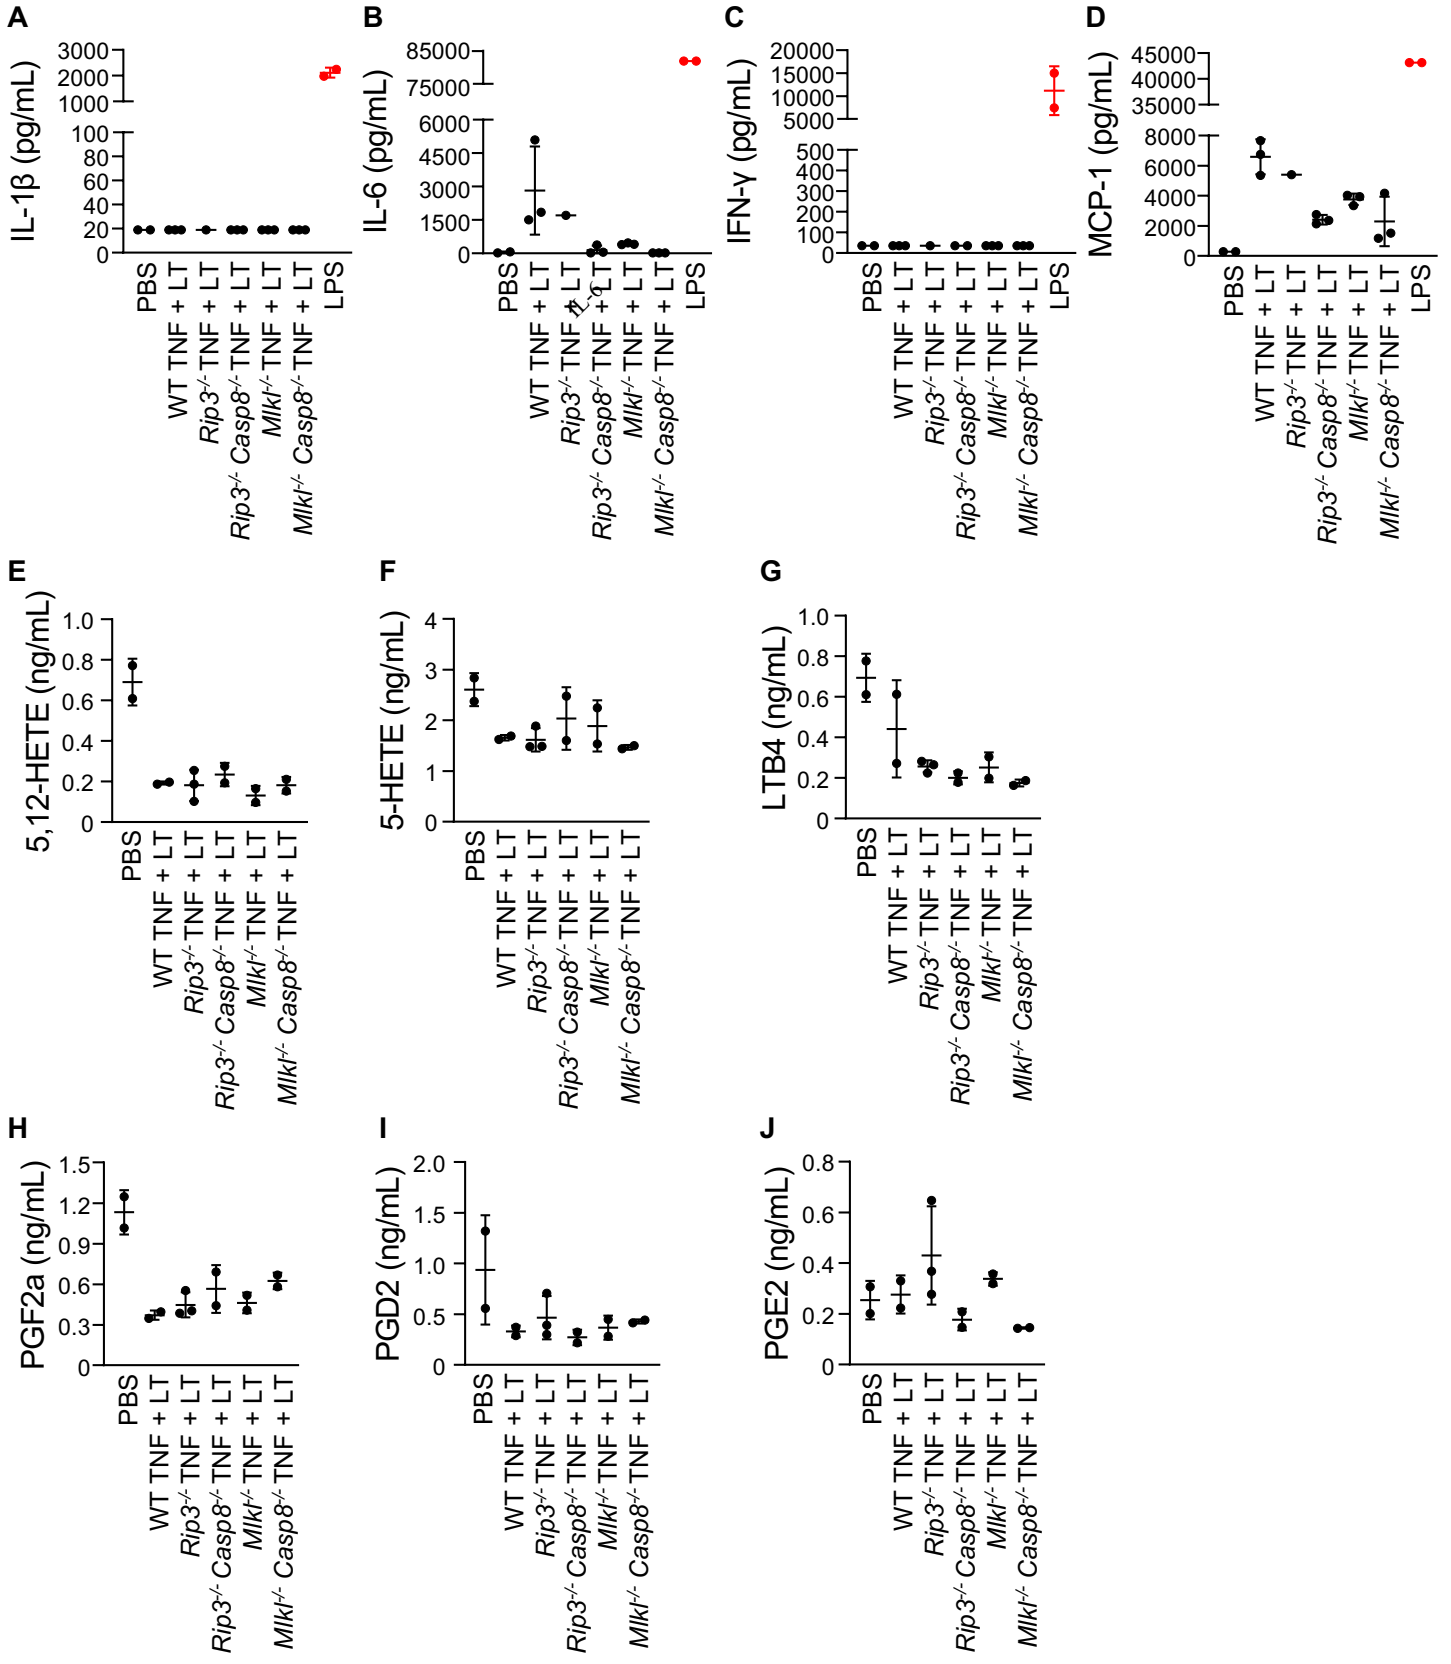 A
IL-1β (pg/mL)
3000
2000
1000
100
80
60
40
20
0
PBS
WT TNF + LT
Rip3-/- TNF + LT
Rip3-/- Casp8-/- TNF + LT
Mlkl-/- TNF + LT
Mlkl-/- Casp8-/- TNF + LT
LPS
B
IL-6 (pg/mL)
85000
75000
6000
4500
3000
1500
0
PBS
WT TNF + LT
Rip3-/- TNF + LT
Rip3-/- Casp8-/- TNF + LT
Mlkl-/- TNF + LT
Mlkl-/- Casp8-/- TNF + LT
LPS
IL-6
C
IFN-γ (pg/mL)
20000
15000
10000
5000
500
400
300
200
100
0
PBS
WT TNF + LT
Rip3-/- TNF + LT
Rip3-/- Casp8-/- TNF + LT
Mlkl-/- TNF + LT
Mlkl-/- Casp8-/- TNF + LT
LPS
D
MCP-1 (pg/mL)
45000
40000
35000
8000
6000
4000
2000
0
PBS
WT TNF + LT
Rip3-/- TNF + LT
Rip3-/- Casp8-/- TNF + LT
Mlkl-/- TNF + LT
Mlkl-/- Casp8-/- TNF + LT
LPS
E
5,12-HETE (ng/mL)
1.0
0.8
0.6
0.4
0.2
0
PBS
WT TNF + LT
Rip3-/- TNF + LT
Rip3-/- Casp8-/- TNF + LT
Mlkl-/- TNF + LT
Mlkl-/- Casp8-/- TNF + LT
F
5-HETE (ng/mL)
4
3
2
1
0
PBS
WT TNF + LT
Rip3-/- TNF + LT
Rip3-/- Casp8-/- TNF + LT
Mlkl-/- TNF + LT
Mlkl-/- Casp8-/- TNF + LT
G
LTB4 (ng/mL)
1.0
0.8
0.6
0.4
0.2
0
PBS
WT TNF + LT
Rip3-/- TNF + LT
Rip3-/- Casp8-/- TNF + LT
Mlkl-/- TNF + LT
Mlkl-/- Casp8-/- TNF + LT
H
PGF2a (ng/mL)
1.5
1.2
0.9
0.6
0.3
0
PBS
WT TNF + LT
Rip3-/- TNF + LT
Rip3-/- Casp8-/- TNF + LT
Mlkl-/- TNF + LT
Mlkl-/- Casp8-/- TNF + LT
I
PGD2 (ng/mL)
2.0
1.5
1.0
0.5
0
PBS
WT TNF + LT
Rip3-/- TNF + LT
Rip3-/- Casp8-/- TNF + LT
Mlkl-/- TNF + LT
Mlkl-/- Casp8-/- TNF + LT
J
PGE2 (ng/mL)
0.8
0.6
0.4
0.2
0
PBS
WT TNF + LT
Rip3-/- TNF + LT
Rip3-/- Casp8-/- TNF + LT
Mlkl-/- TNF + LT
Mlkl-/- Casp8-/- TNF + LT